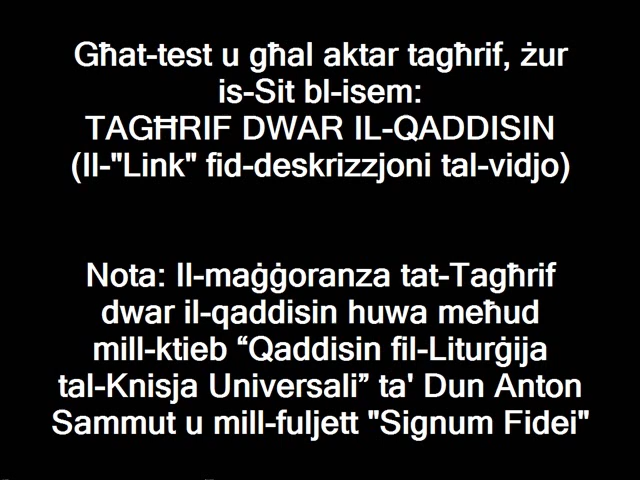 Għat-test u għal aktar tagħrif, żur
is-Sit bl-isem:
TAGĦRIF DWAR IL-QADDISIN
(Il-"Link" fid-deskrizzjoni tal-vidjo)
Nota: Il-maġġoranza tat-Tagħrif
dwar il-qaddisin huwa meħud
mill-ktieb “Qaddisin fil-Liturġija
tal-Knisja Universali” ta' Dun Anton
Sammut u mill-fuljett "Signum Fidei"